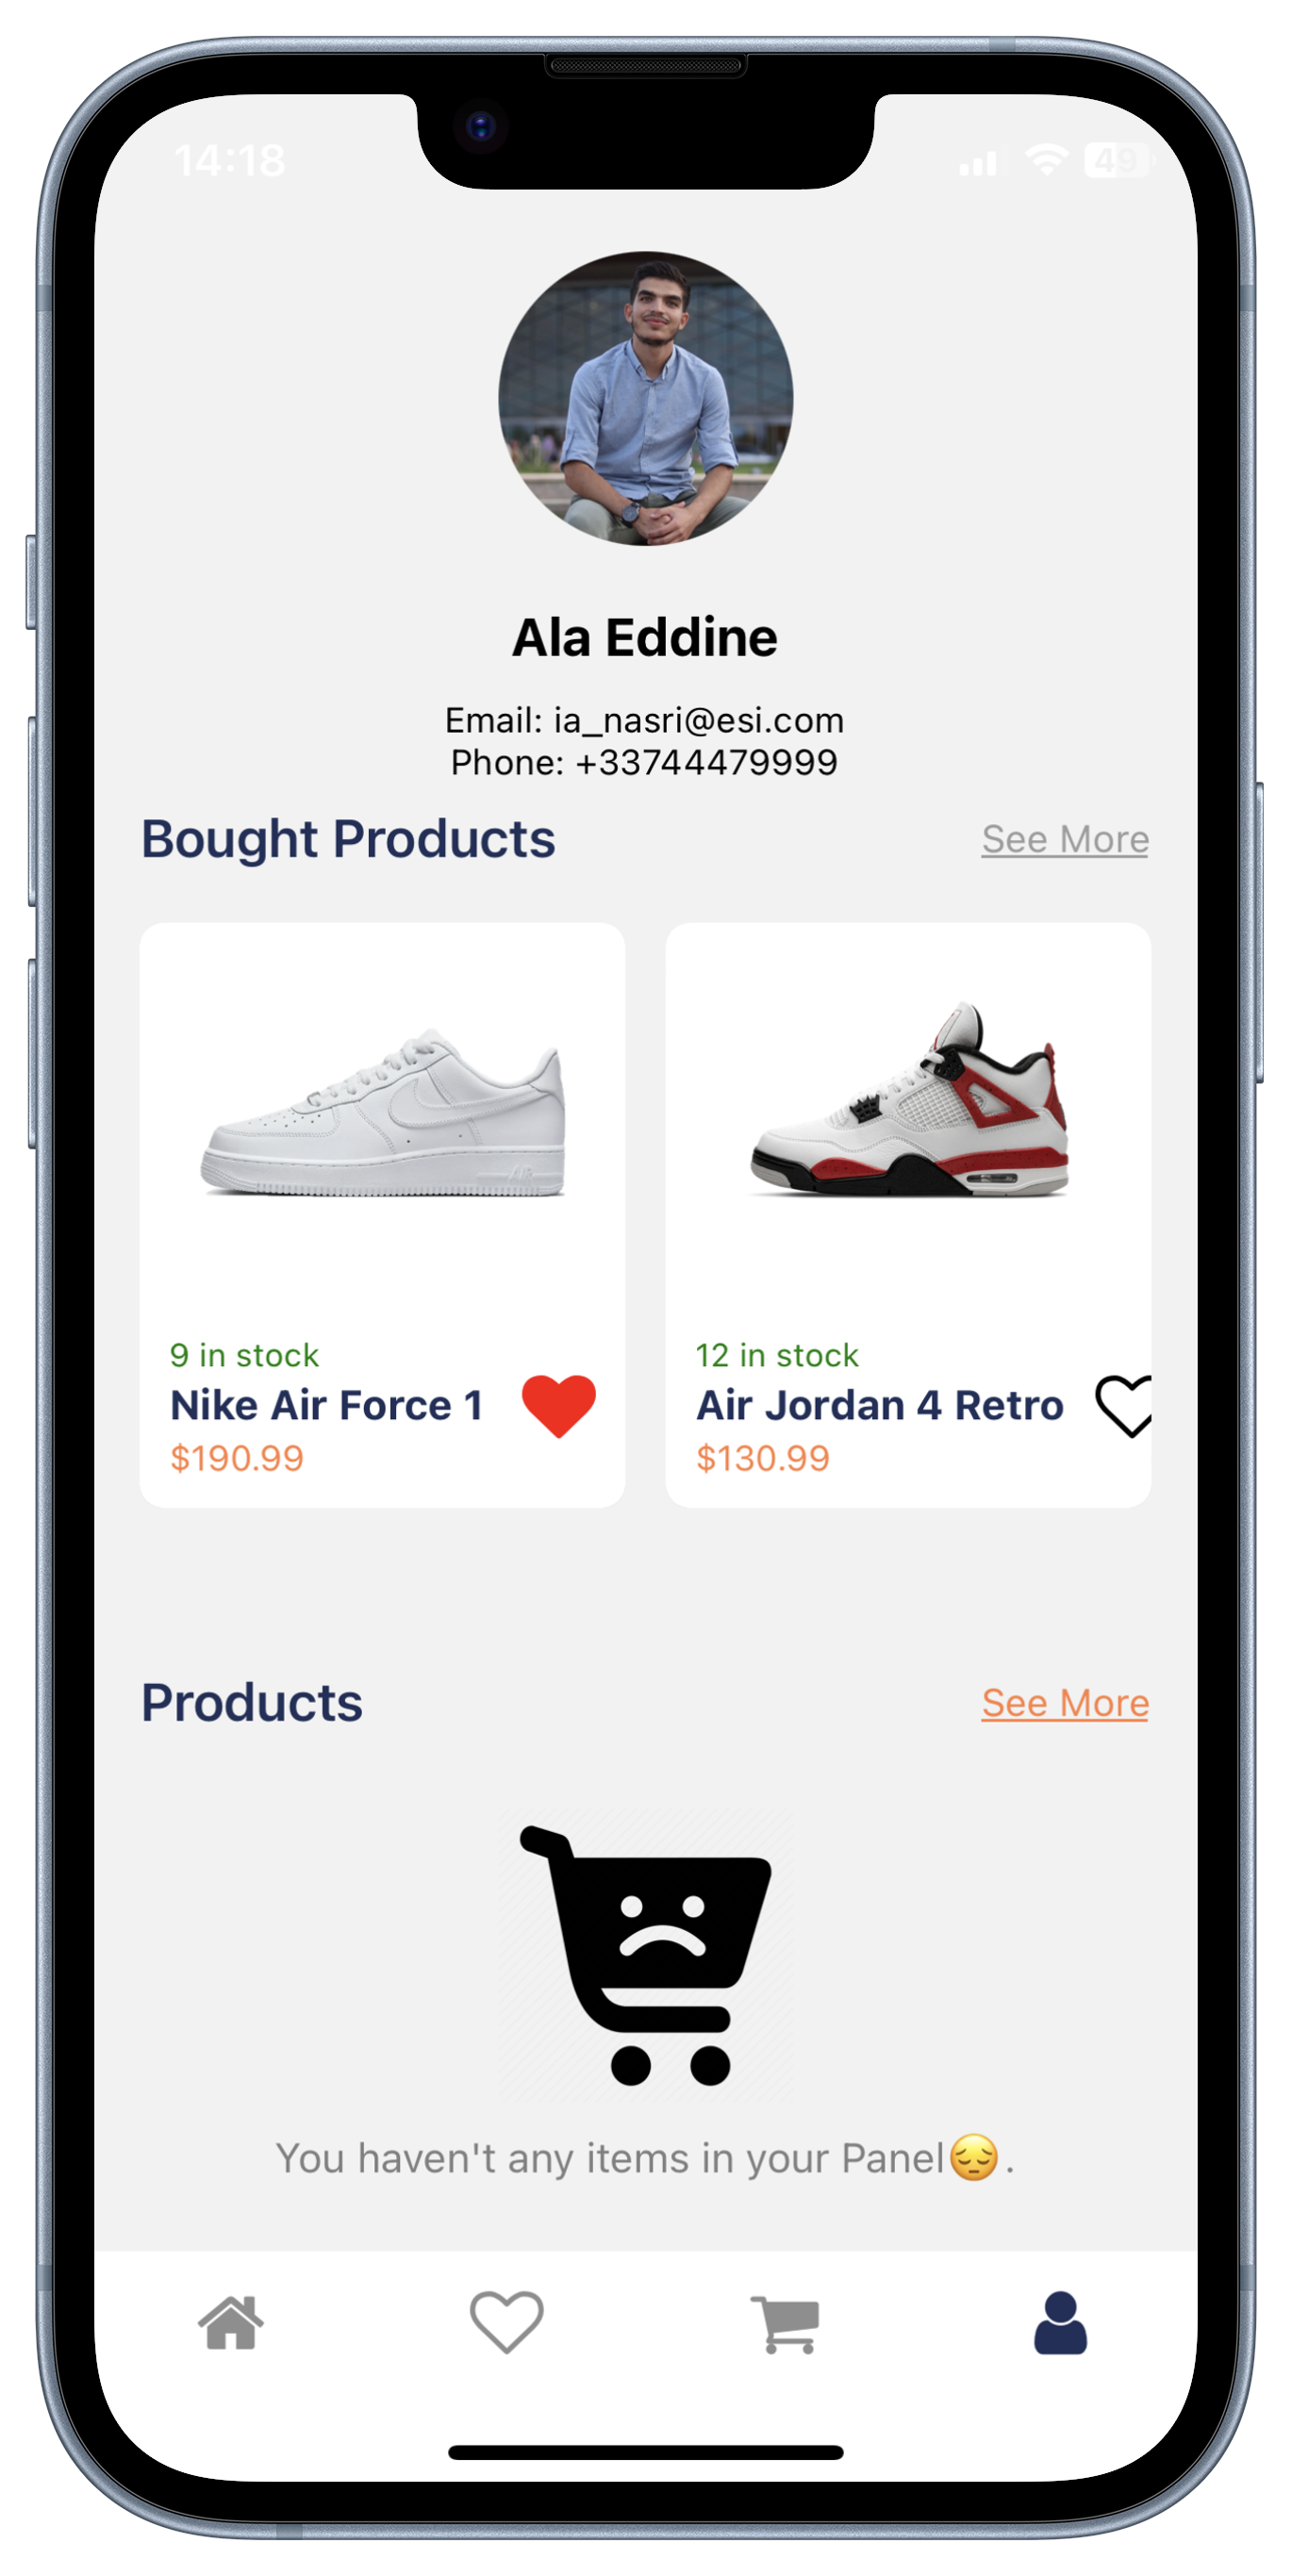 14:18
49
Ala Eddine
Email: ia_nasri@esi.com
Phone: +33744479999
Bought Products
See More
AIR
9 in stock
12 in stock
Nike Air Force 1
Air Jordan 4 Retro
$190.99
$130.99
Products
See More
You haven't any items in your Panel😔.